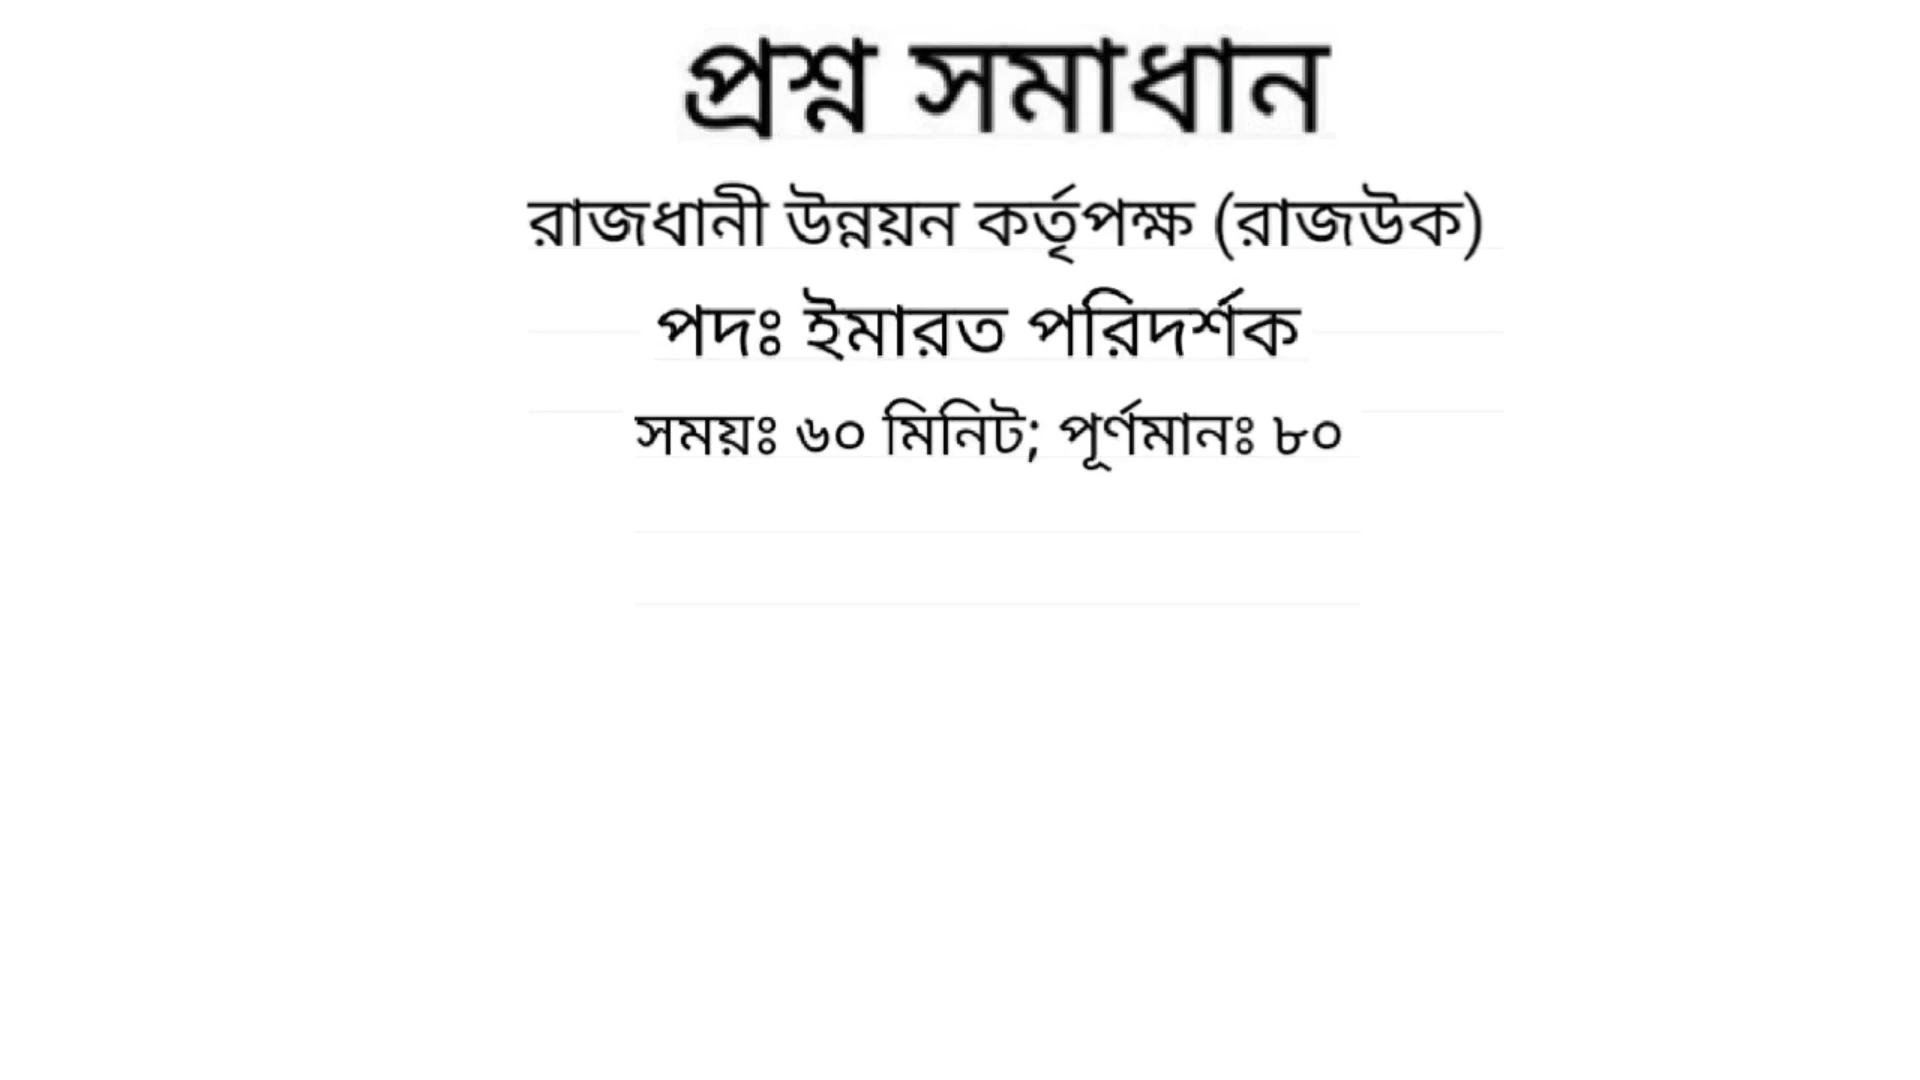 প্রশ্ন সমাধান
রাজধানী উন্নয়ন কর্তৃপক্ষ (রাজউক)
পদঃ ইমারত পরিদর্শক
সময়ঃ ৬০ মিনিট; পূর্ণমানঃ ৮০